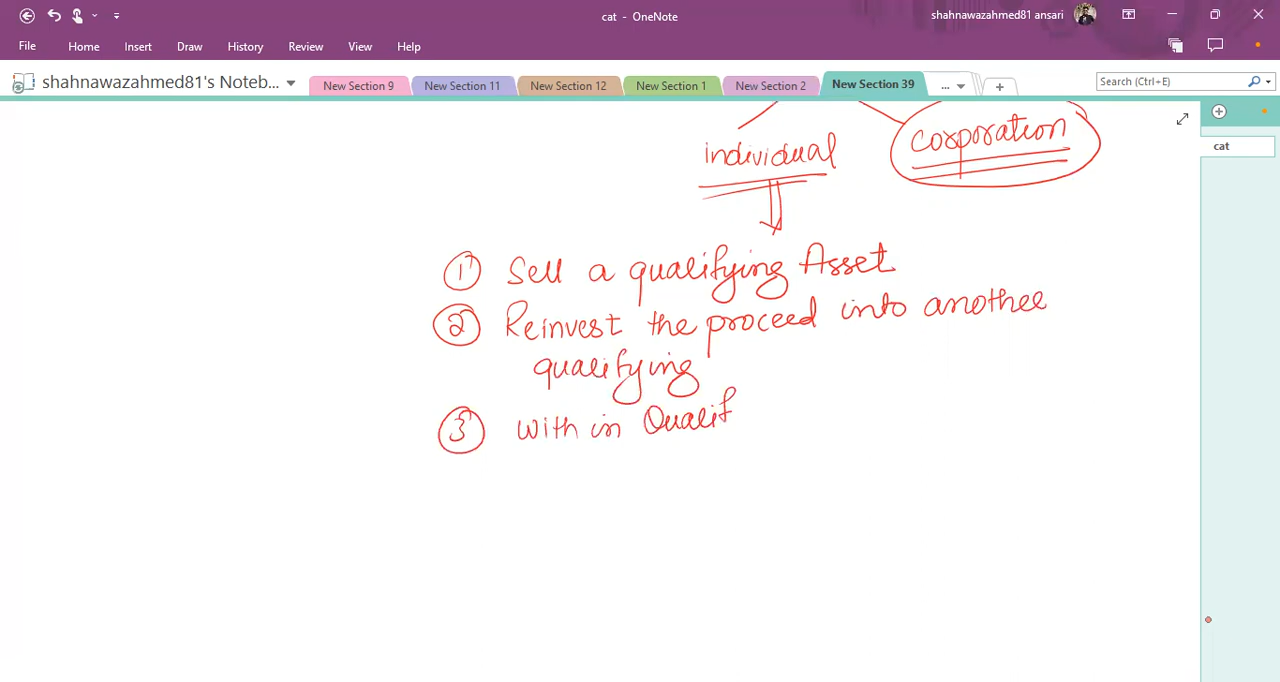 cat - OneNote
shahnawazahmed81 ansari
File Home Insert Draw History Review View Help
shahnawazahmed81's Noteb... New Section 9 New Section 11 New Section 12 New Section 1 New Section 2 New Section 39 ... + Search (Ctrl+E)
cat
individual corporation
1 Sell a qualifying Asset
2 Reinvest the proceed into another
qualifying
3 with in Qualif